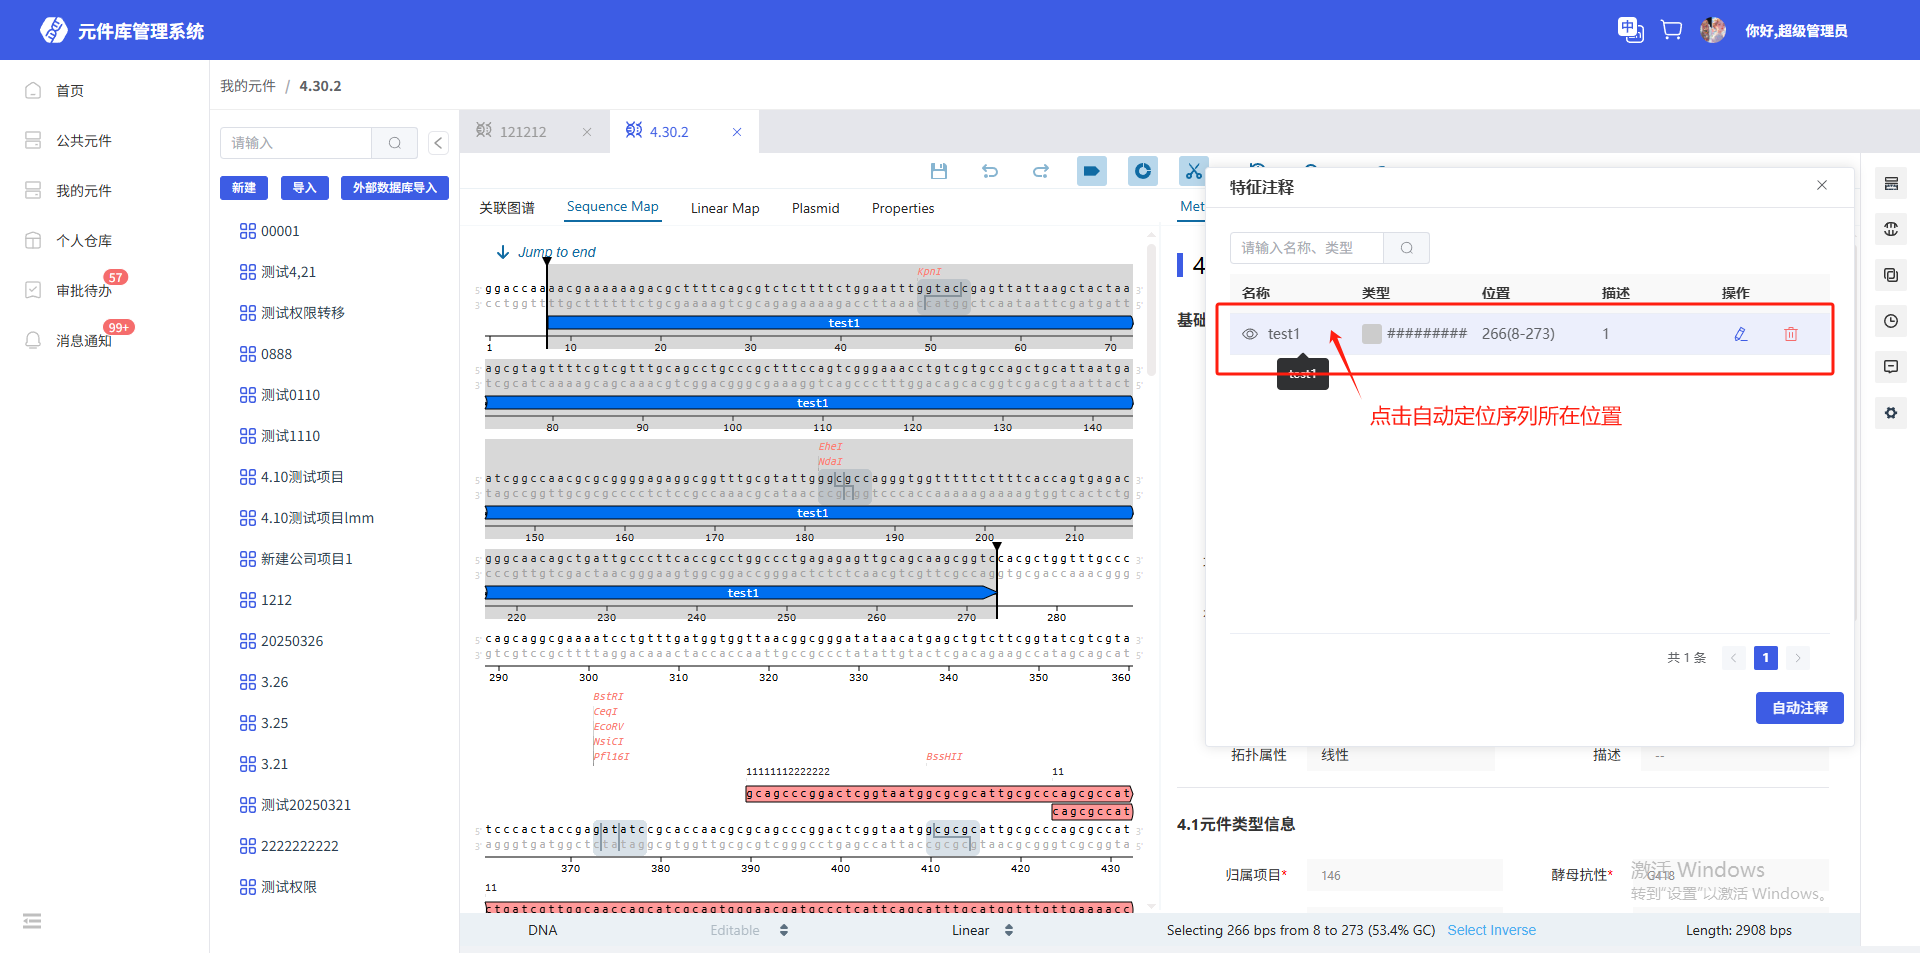 元件库管理系统
中
你好,超级管理员
首页
公共元件
我的元件
个人仓库
审批待办
57
消息通知
99+
我的元件 / 4.30.2
请输入
新建
导入
外部数据库导入
00001
测试4,21
测试权限转移
0888
测试0110
测试1110
4.10测试项目
4.10测试项目lmm
新建公司项目1
1212
20250326
3.26
3.25
3.21
测试20250321
2222222222
测试权限
121212
4.30.2
关联图谱
Sequence Map
Linear Map
Plasmid
Properties
Met
Jump to end
KpnI
ggaccaaaacgaaaaaagacgcttttcagcgtctcttttctggaatttggtaccgagttattaagctactaa
cctggttttgcttttttctgcgaaaagtcgcagagaaaagaccttaaaccatggctcaataattcgatgatt
test1
1 10 20 30 40 50 60 70
agcgtagttttcgtcgtttgcagcctgcccgctttccagtcgggaaacctgtcgtgccagctgcattaatga
tcgcatcaaaagcagcaaacgtcggacgggcgaaaggtcagccctttggacagcacggtcgacgtaattact
test1
80 90 100 110 120 130 140
EheI
NdaI
atcggccaacgcgcggggagaggcggtttgcgtattgggcgccagggtggtttttcttttcaccagtgagac
tagccggttgcgcgcccctctccgccaaacgcataacccgcggtcccaccaaaaagaaaagtggtcactctg
test1
150 160 170 180 190 200 210
gggcaacagctgattgcccttcaccgcctggccctgagagagttgcagcaagcggtccacgctggtttgccc
cccgttgtcgactaacgggaagtggcggaccgggactctctcaacgtcgttcgccaggtgcgaccaaacggg
test1
220 230 240 250 260 270 280
cagcaggcgaaaatcctgtttgatggtggttaacggcgggatataacatgagctgtcttcggtatcgtcgta
gtcgtccgcttttaggacaaactaccaccaattgccgccctatattgtactcgacagaagccatagcagcat
290 300 310 320 330 340 350 360
BstRI
CeqI
EcoRV
NsiCI
Pfl16I
BssHII
11111112222222
11
gcagcccggactcggtaatggcgcgcattgcgcccagcgccat
cagcgccat
tcccactaccgagatatccgcaccaacgcgcagcccggactcggtaatggcgcgcattgcgcccagcgccat
agggtgatggctctataggcgtggttgcgcgtcgggcctgagccattaccgcgcgtaacgcgggtcgcggta
370 380 390 400 410 420 430
11
ctgatcgttggcaaccagcatcgcagtgggaacgatgccctcattcagcatttgcatggtttgttgaaaacc
DNA
Editable
Linear
Selecting 266 bps from 8 to 273 (53.4% GC)
Select Inverse
Length: 2908 bps
特征注释
请输入名称、类型
名称 类型 位置 描述 操作
test1 ######### 266(8-273) 1
test1
点击自动定位序列所在位置
共 1 条
1
自动注释
4
基础
拓扑属性 线性
描述 --
4.1元件类型信息
归属项目* 146
酵母抗性* G418
激活 Windows
转到“设置”以激活 Windows。